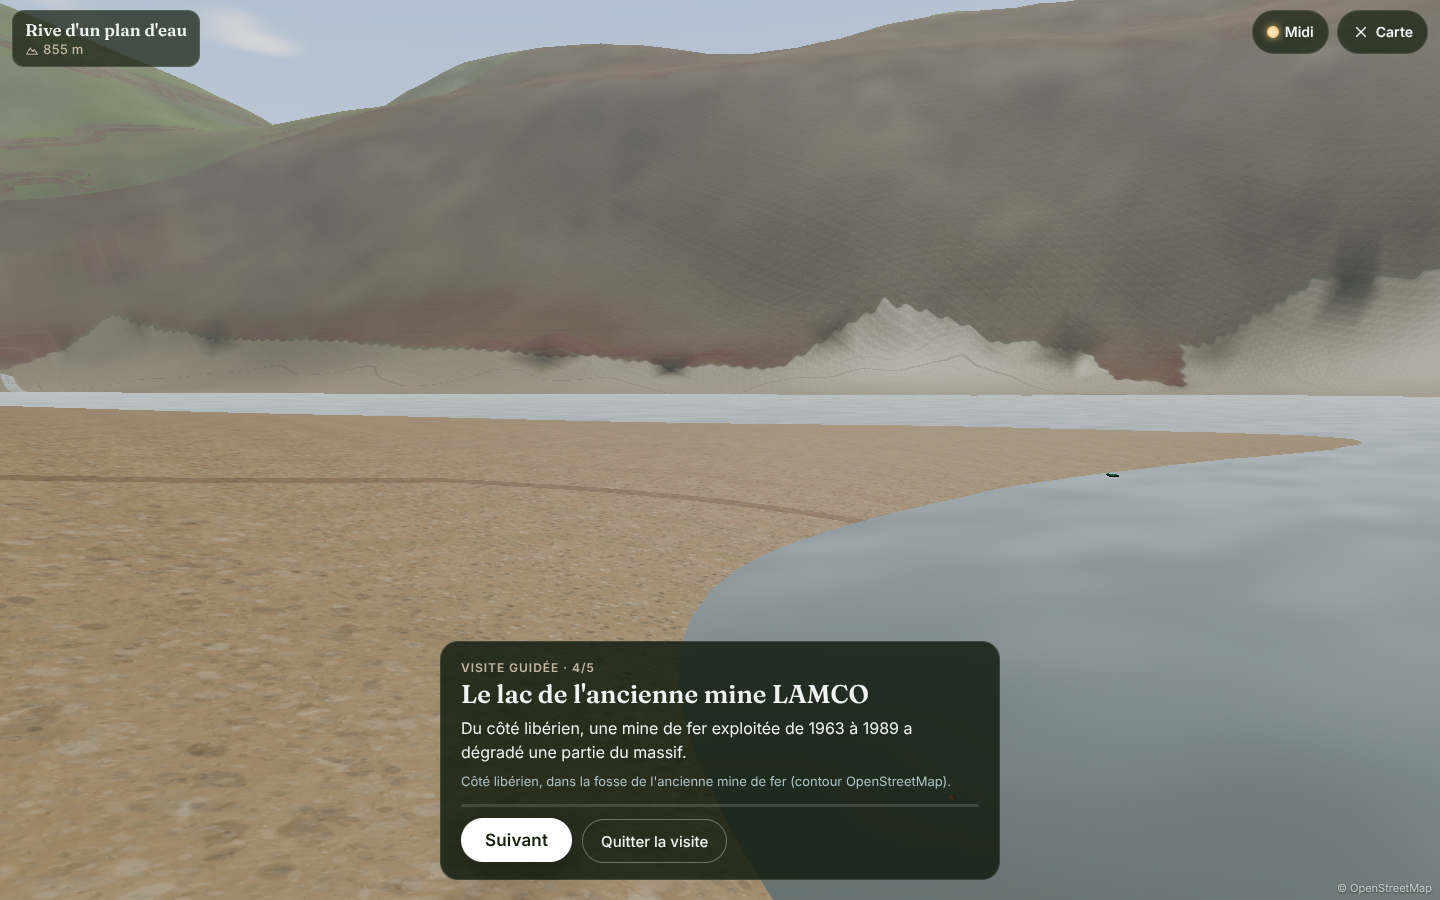 Rive d'un plan d'eau
855 m
Midi
Carte
VISITE GUIDÉE · 4/5
Le lac de l'ancienne mine LAMCO
Du côté libérien, une mine de fer exploitée de 1963 à 1989 a
dégradé une partie du massif.
Côté libérien, dans la fosse de l'ancienne mine de fer (contour OpenStreetMap).
Suivant
Quitter la visite
© OpenStreetMap